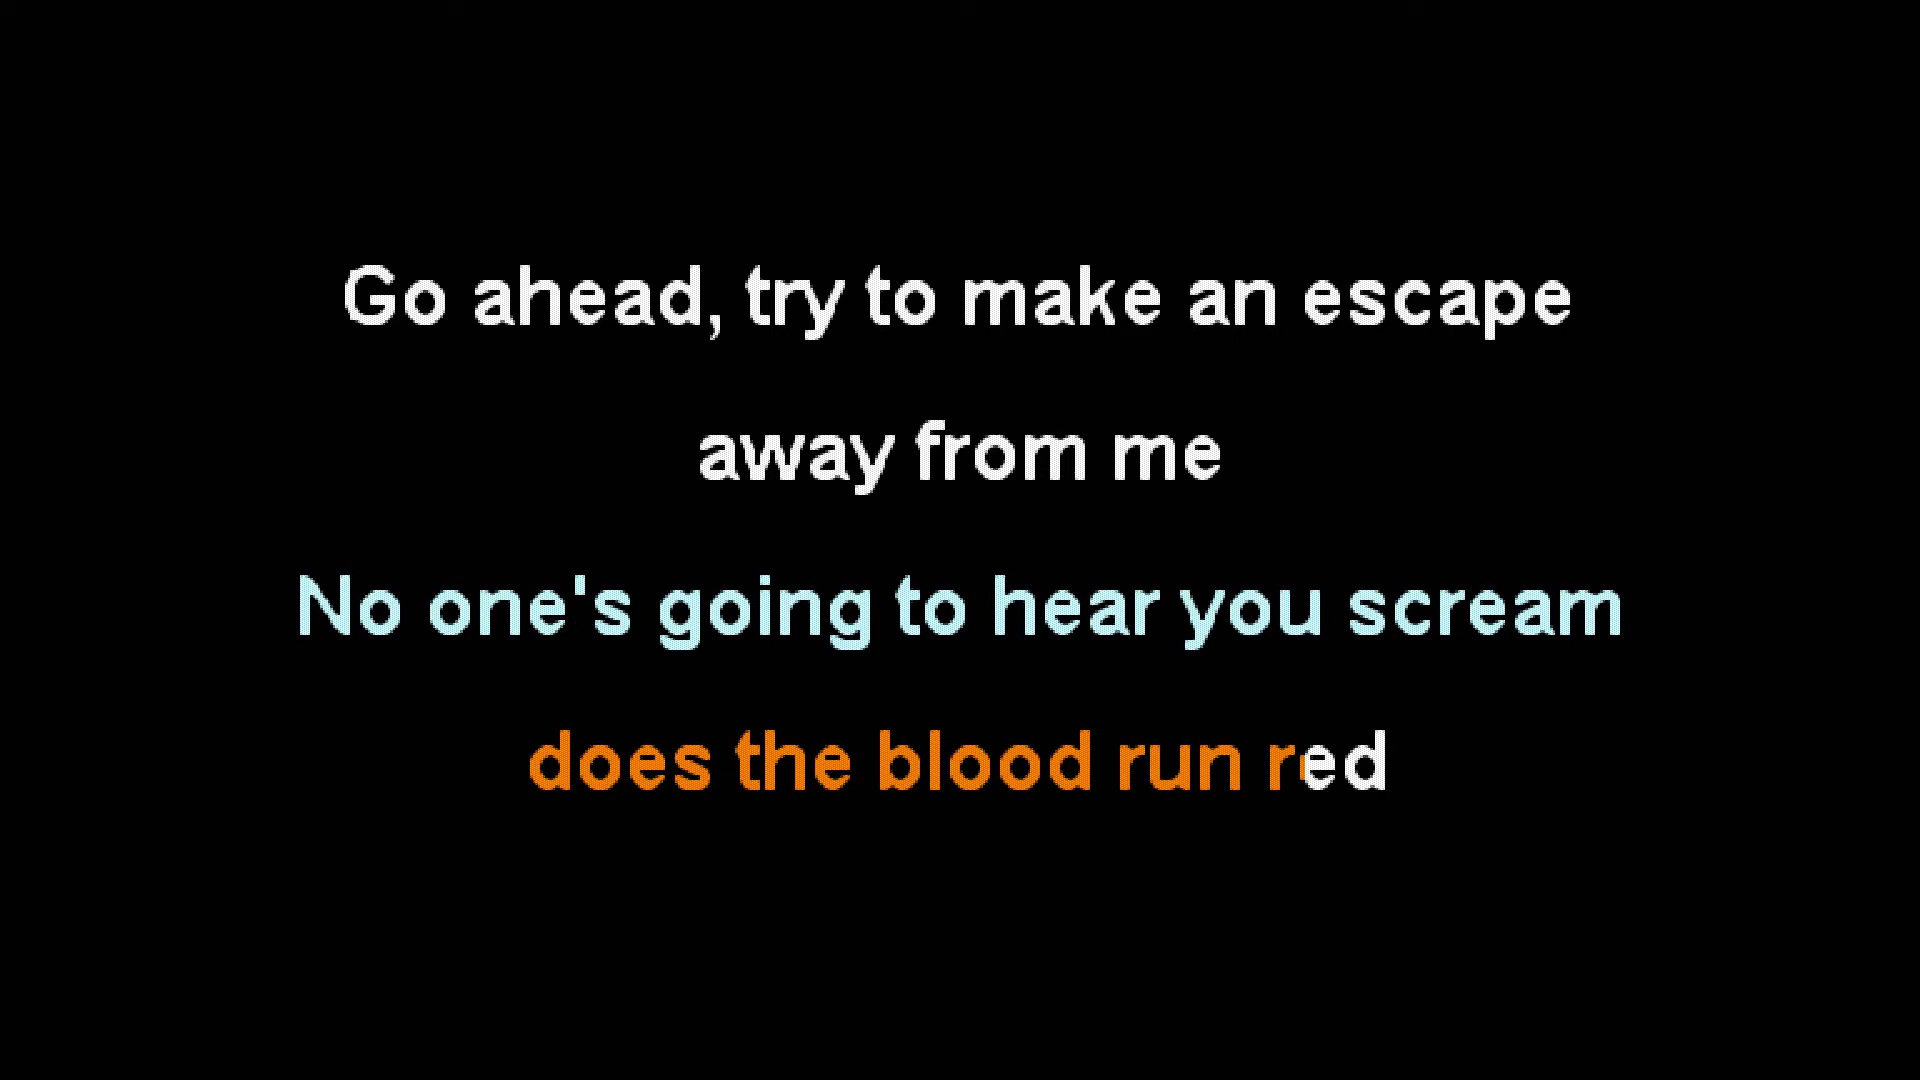 Go ahead, try to make an escape
away from me
No one's going to hear you scream
does the blood run red